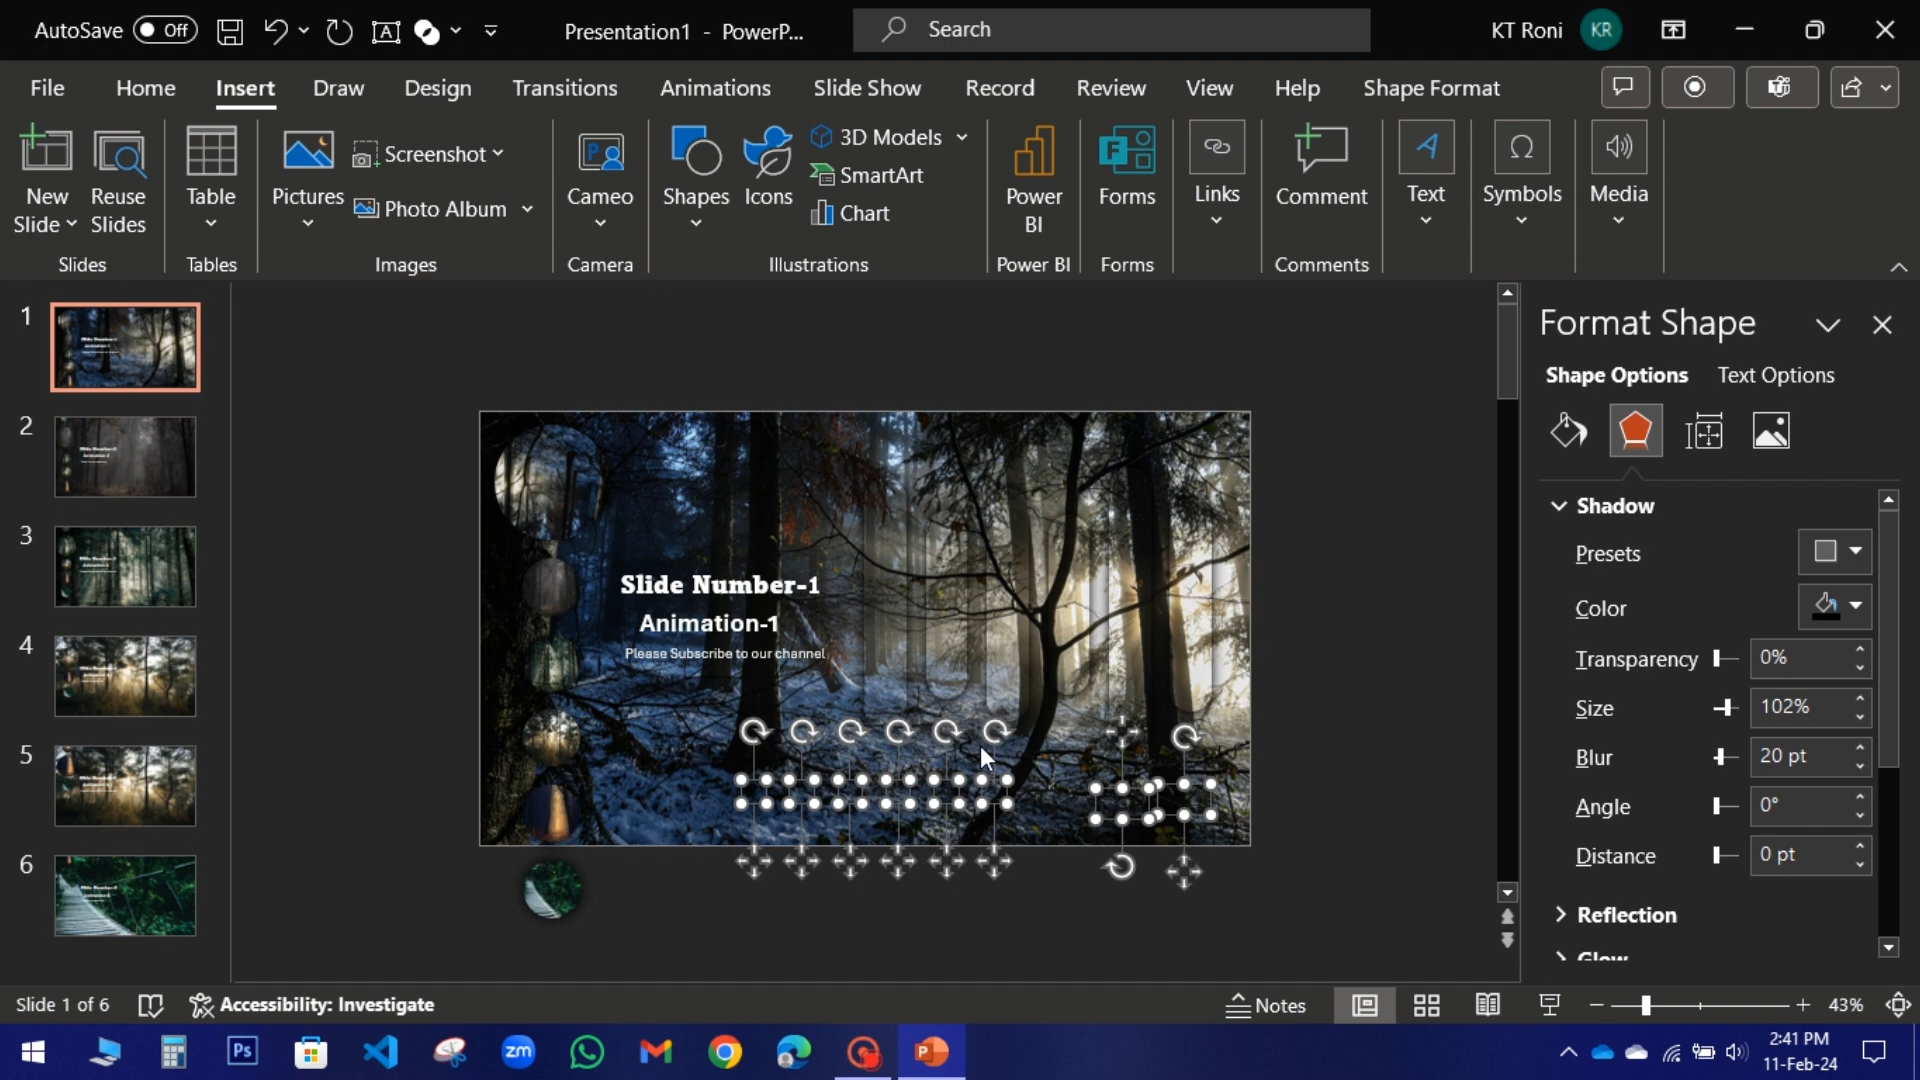 AutoSave Off Presentation1 - PowerP... Search KT Roni KR
File Home Insert Draw Design Transitions Animations Slide Show Record Review View Help Shape Format
New Slide Reuse Slides Table Pictures Screenshot Photo Album Cameo Shapes Icons 3D Models SmartArt Chart Power BI Forms Links Comment Text Symbols Media
Slides Tables Images Camera Illustrations Power BI Forms Comments
1
2
3
4
5
6
Slide Number-1
Animation-1
Please Subscribe to our channel
Format Shape
Shape Options Text Options
Shadow
Presets
Color
Transparency 0%
Size 102%
Blur 20 pt
Angle 0°
Distance 0 pt
Reflection
Glow
Slide 1 of 6 Accessibility: Investigate Notes 43%
Ps zm P 2:41 PM
11-Feb-24